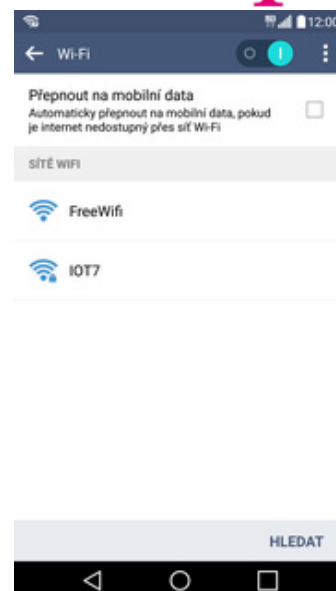 12:00
Wi-Fi
Přepnout na mobilní data
Automaticky přepnout na mobilní data, pokud
je internet nedostupný přes síť Wi-Fi
SÍTĚ WIFI
FreeWifi
IOT7
HLEDAT